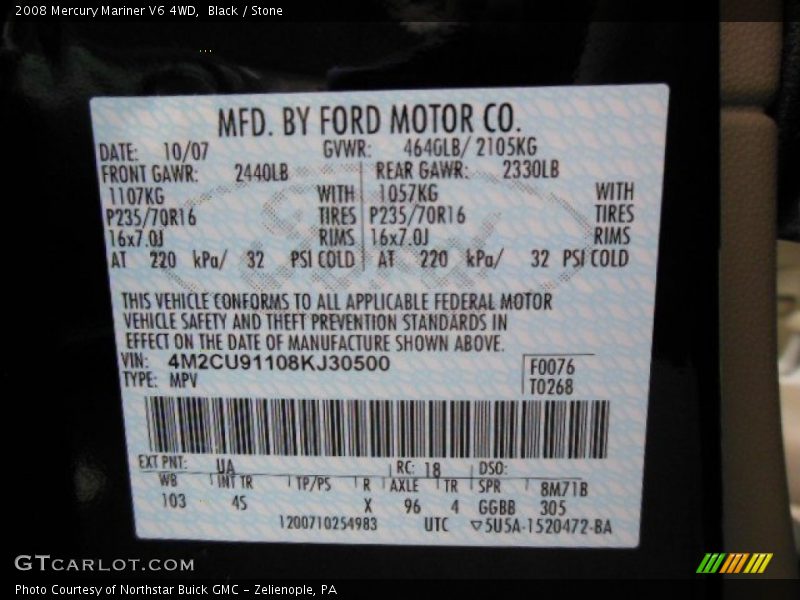 2008 Mercury Mariner V6 4WD, Black / Stone
MFD. BY FORD MOTOR CO.
DATE: 10/07 GVWR: 4640LB/ 2105KG
FRONT GAWR: 2440LB REAR GAWR: 2330LB
1107KG WITH 1057KG WITH
P235/70R16 TIRES P235/70R16 TIRES
16x7.0J RIMS 16x7.0J RIMS
AT 220 kPa/ 32 PSI COLD AT 220 kPa/ 32 PSI COLD
THIS VEHICLE CONFORMS TO ALL APPLICABLE FEDERAL MOTOR
VEHICLE SAFETY AND THEFT PREVENTION STANDARDS IN
EFFECT ON THE DATE OF MANUFACTURE SHOWN ABOVE.
VIN: 4M2CU91108KJ30500 F0076
TYPE: MPV T0268
EXT PNT: UA RC: 18 DSO:
WB INT TR TP/PS R AXLE TR SPR 8M71B
103 45 X 96 4 GGBB 305
1200710254983 UTC ▽5U5A-1520472-BA
GTCARLOT.COM
Photo Courtesy of Northstar Buick GMC – Zelienople, PA